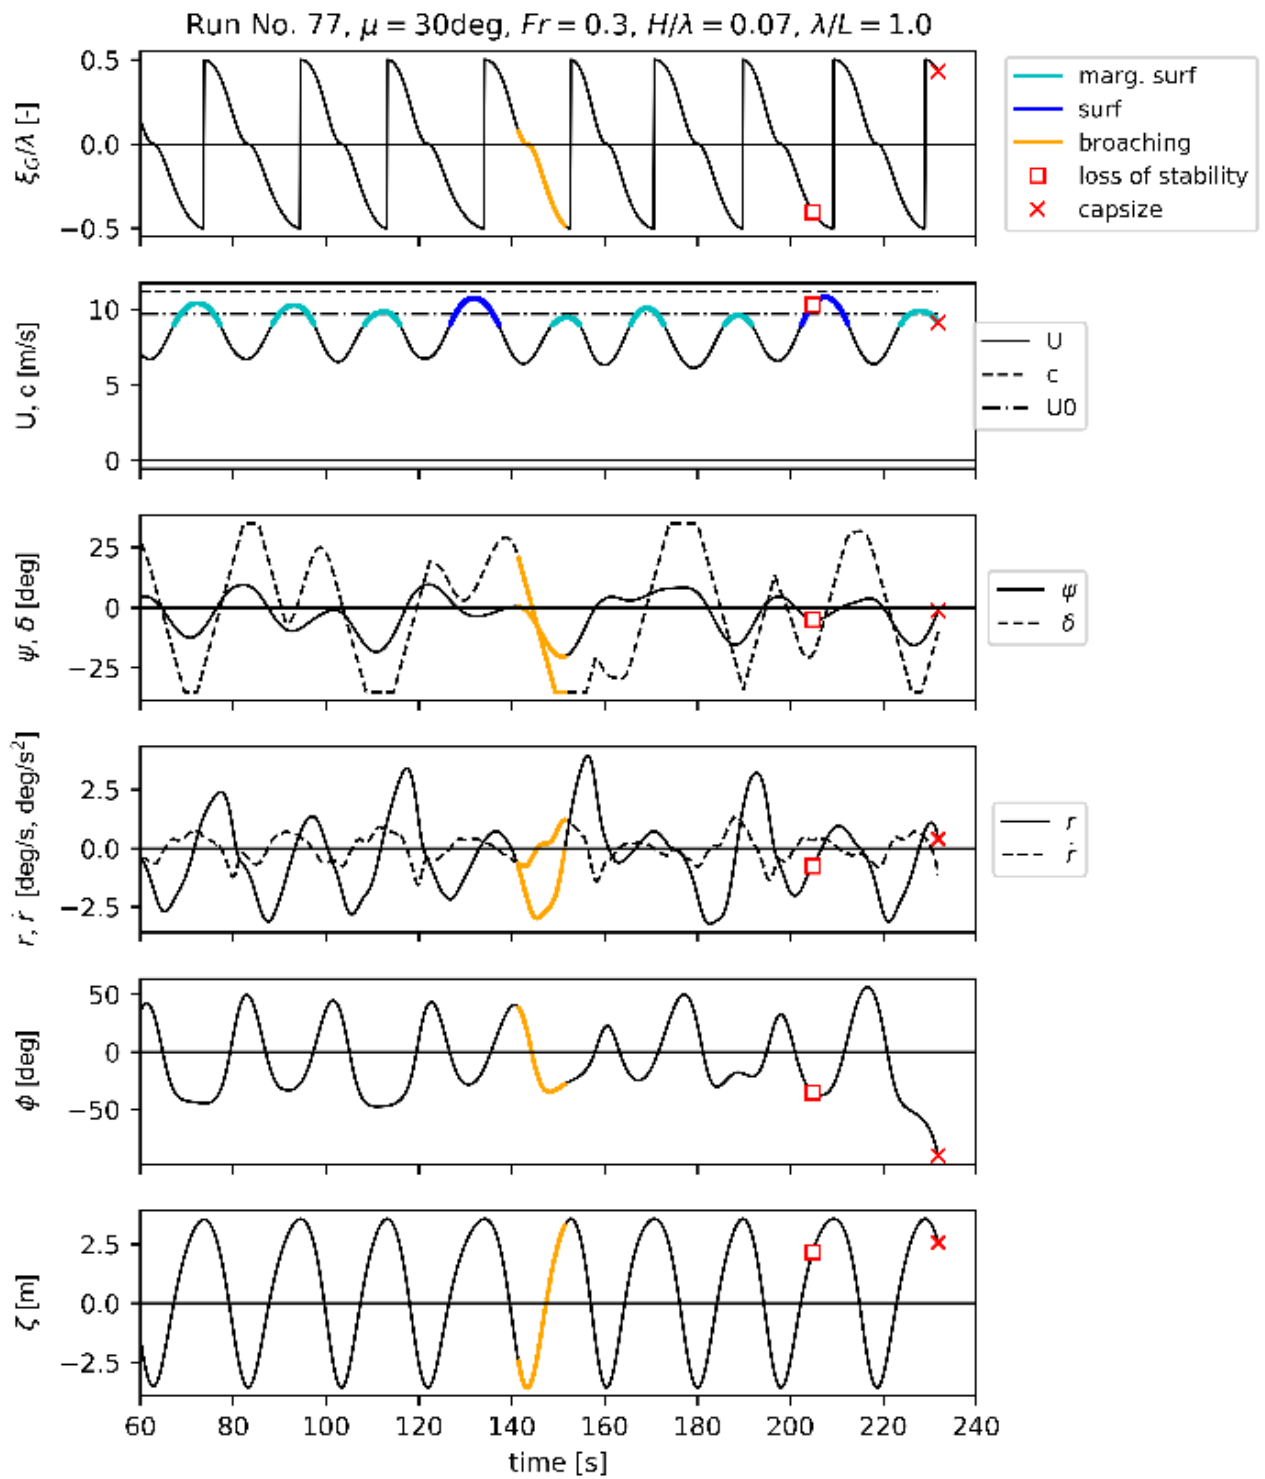 Run No. 77, μ = 30deg, Fr = 0.3, H/λ = 0.07, λ/L = 1.0
ξG/λ [-]
0.5
0.0
−0.5
marg. surf
surf
broaching
loss of stability
capsize
U, c [m/s]
10
5
0
U
c
U0
ψ, δ [deg]
25
0
−25
ψ
δ
r, ṙ [deg/s, deg/s²]
2.5
0.0
−2.5
r
ṙ
ϕ [deg]
50
0
−50
ζ [m]
2.5
0.0
−2.5
60 80 100 120 140 160 180 200 220 240
time [s]